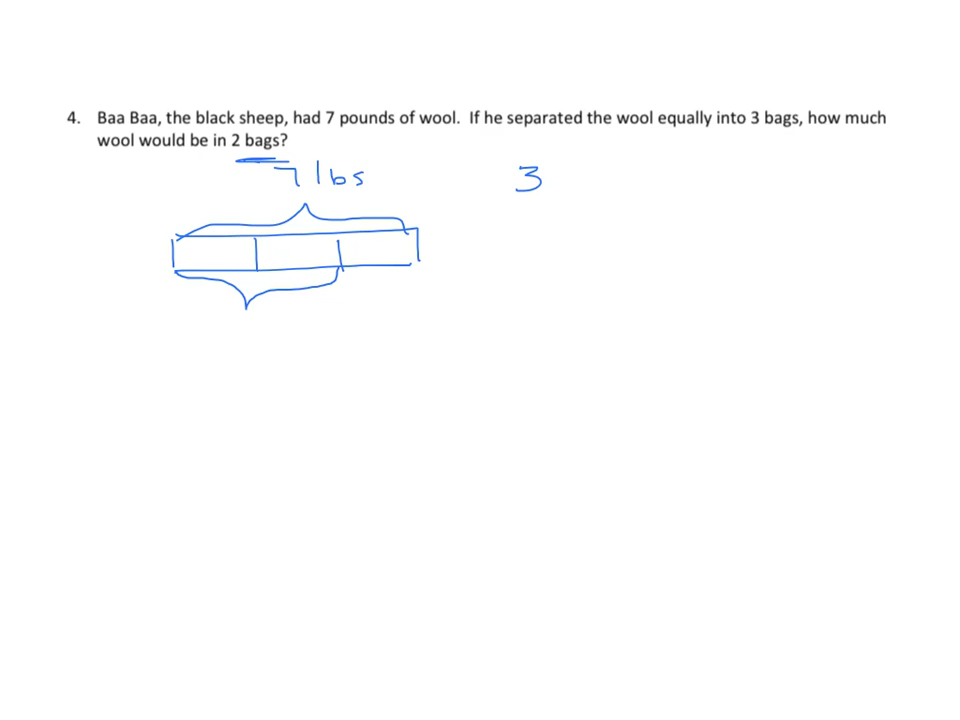 4. Baa Baa, the black sheep, had 7 pounds of wool. If he separated the wool equally into 3 bags, how much
wool would be in 2 bags?
7 lbs 3